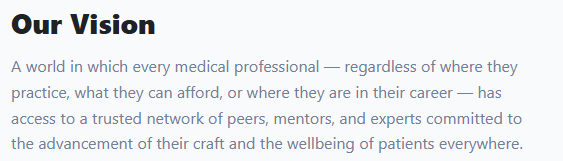 Our Vision
A world in which every medical professional — regardless of where they
practice, what they can afford, or where they are in their career — has
access to a trusted network of peers, mentors, and experts committed to
the advancement of their craft and the wellbeing of patients everywhere.